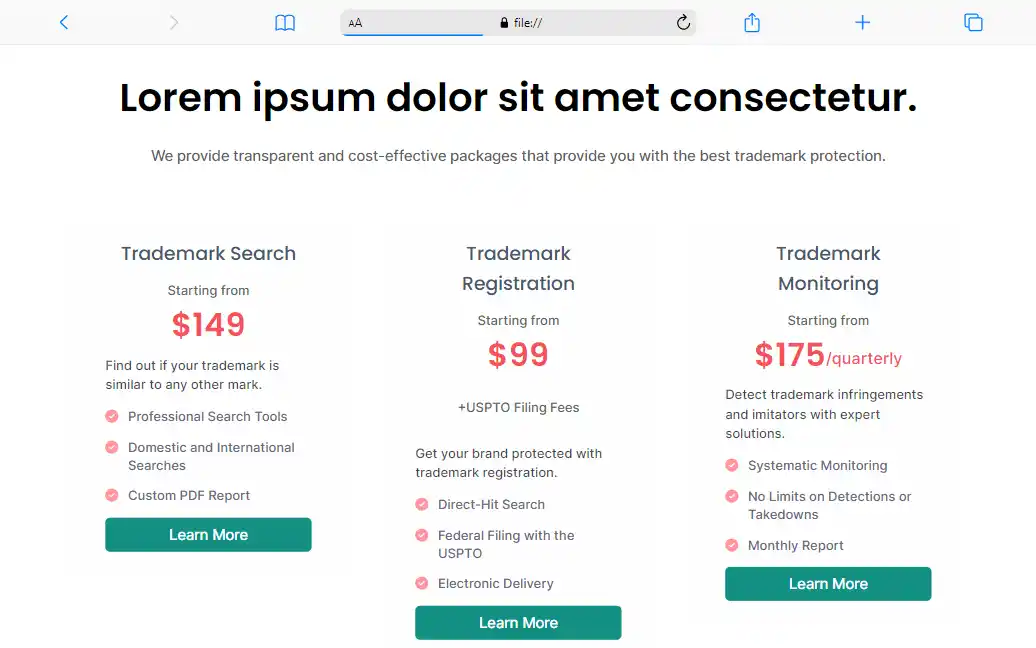 AA
file://
Lorem ipsum dolor sit amet consectetur.
We provide transparent and cost-effective packages that provide you with the best trademark protection.
Trademark Search
Starting from
$149
Find out if your trademark is
similar to any other mark.
Professional Search Tools
Domestic and International
Searches
Custom PDF Report
Learn More
Trademark
Registration
Starting from
$99
+USPTO Filing Fees
Get your brand protected with
trademark registration.
Direct-Hit Search
Federal Filing with the
USPTO
Electronic Delivery
Learn More
Trademark
Monitoring
Starting from
$175/quarterly
Detect trademark infringements
and imitators with expert
solutions.
Systematic Monitoring
No Limits on Detections or
Takedowns
Monthly Report
Learn More